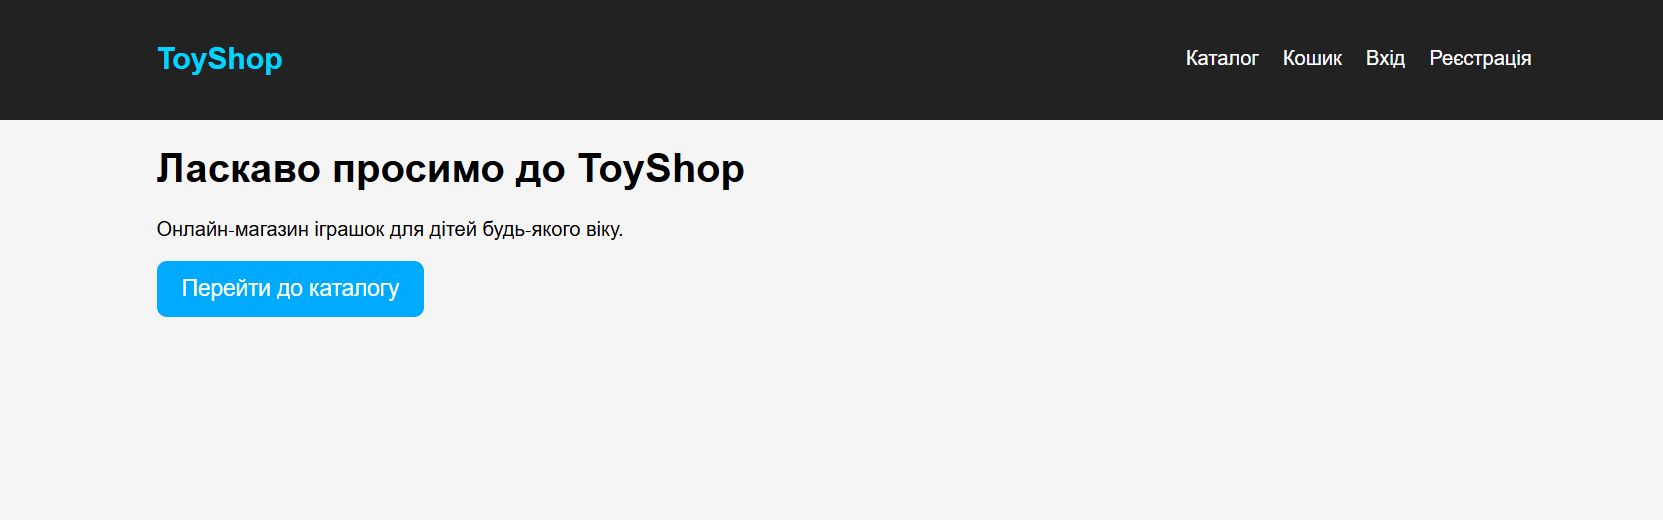 ToyShop
Каталог Кошик Вхід Реєстрація
Ласкаво просимо до ToyShop
Онлайн-магазин іграшок для дітей будь-якого віку.
Перейти до каталогу